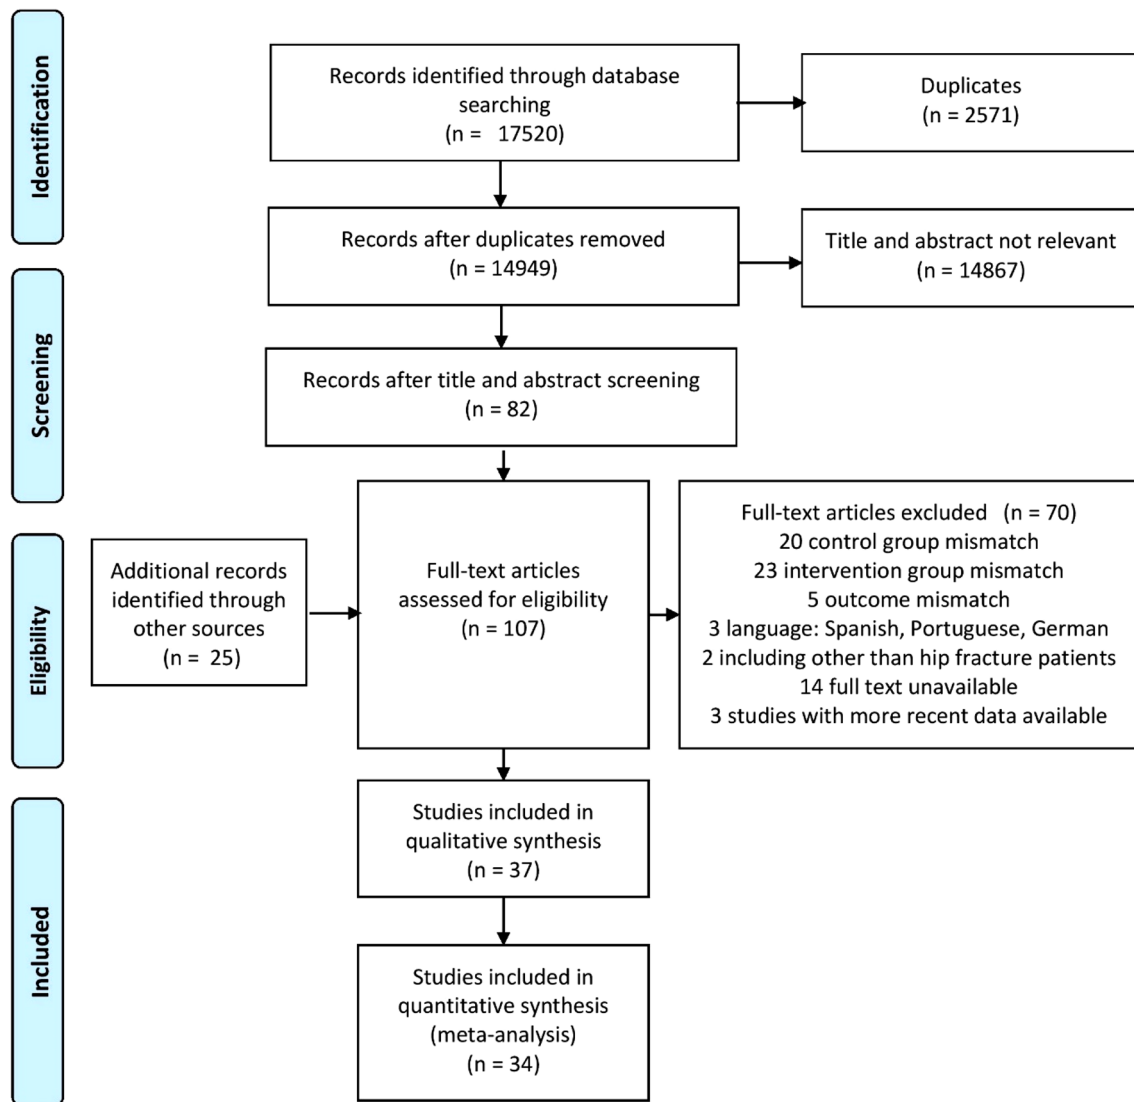 Identification
Records identified through database
searching
(n = 17520)
Duplicates
(n = 2571)
Records after duplicates removed
(n = 14949)
Title and abstract not relevant
(n = 14867)
Screening
Records after title and abstract screening
(n = 82)
Eligibility
Additional records
identified through
other sources
(n = 25)
Full-text articles
assessed for eligibility
(n = 107)
Full-text articles excluded (n = 70)
20 control group mismatch
23 intervention group mismatch
5 outcome mismatch
3 language: Spanish, Portuguese, German
2 including other than hip fracture patients
14 full text unavailable
3 studies with more recent data available
Included
Studies included in
qualitative synthesis
(n = 37)
Studies included in
quantitative synthesis
(meta-analysis)
(n = 34)